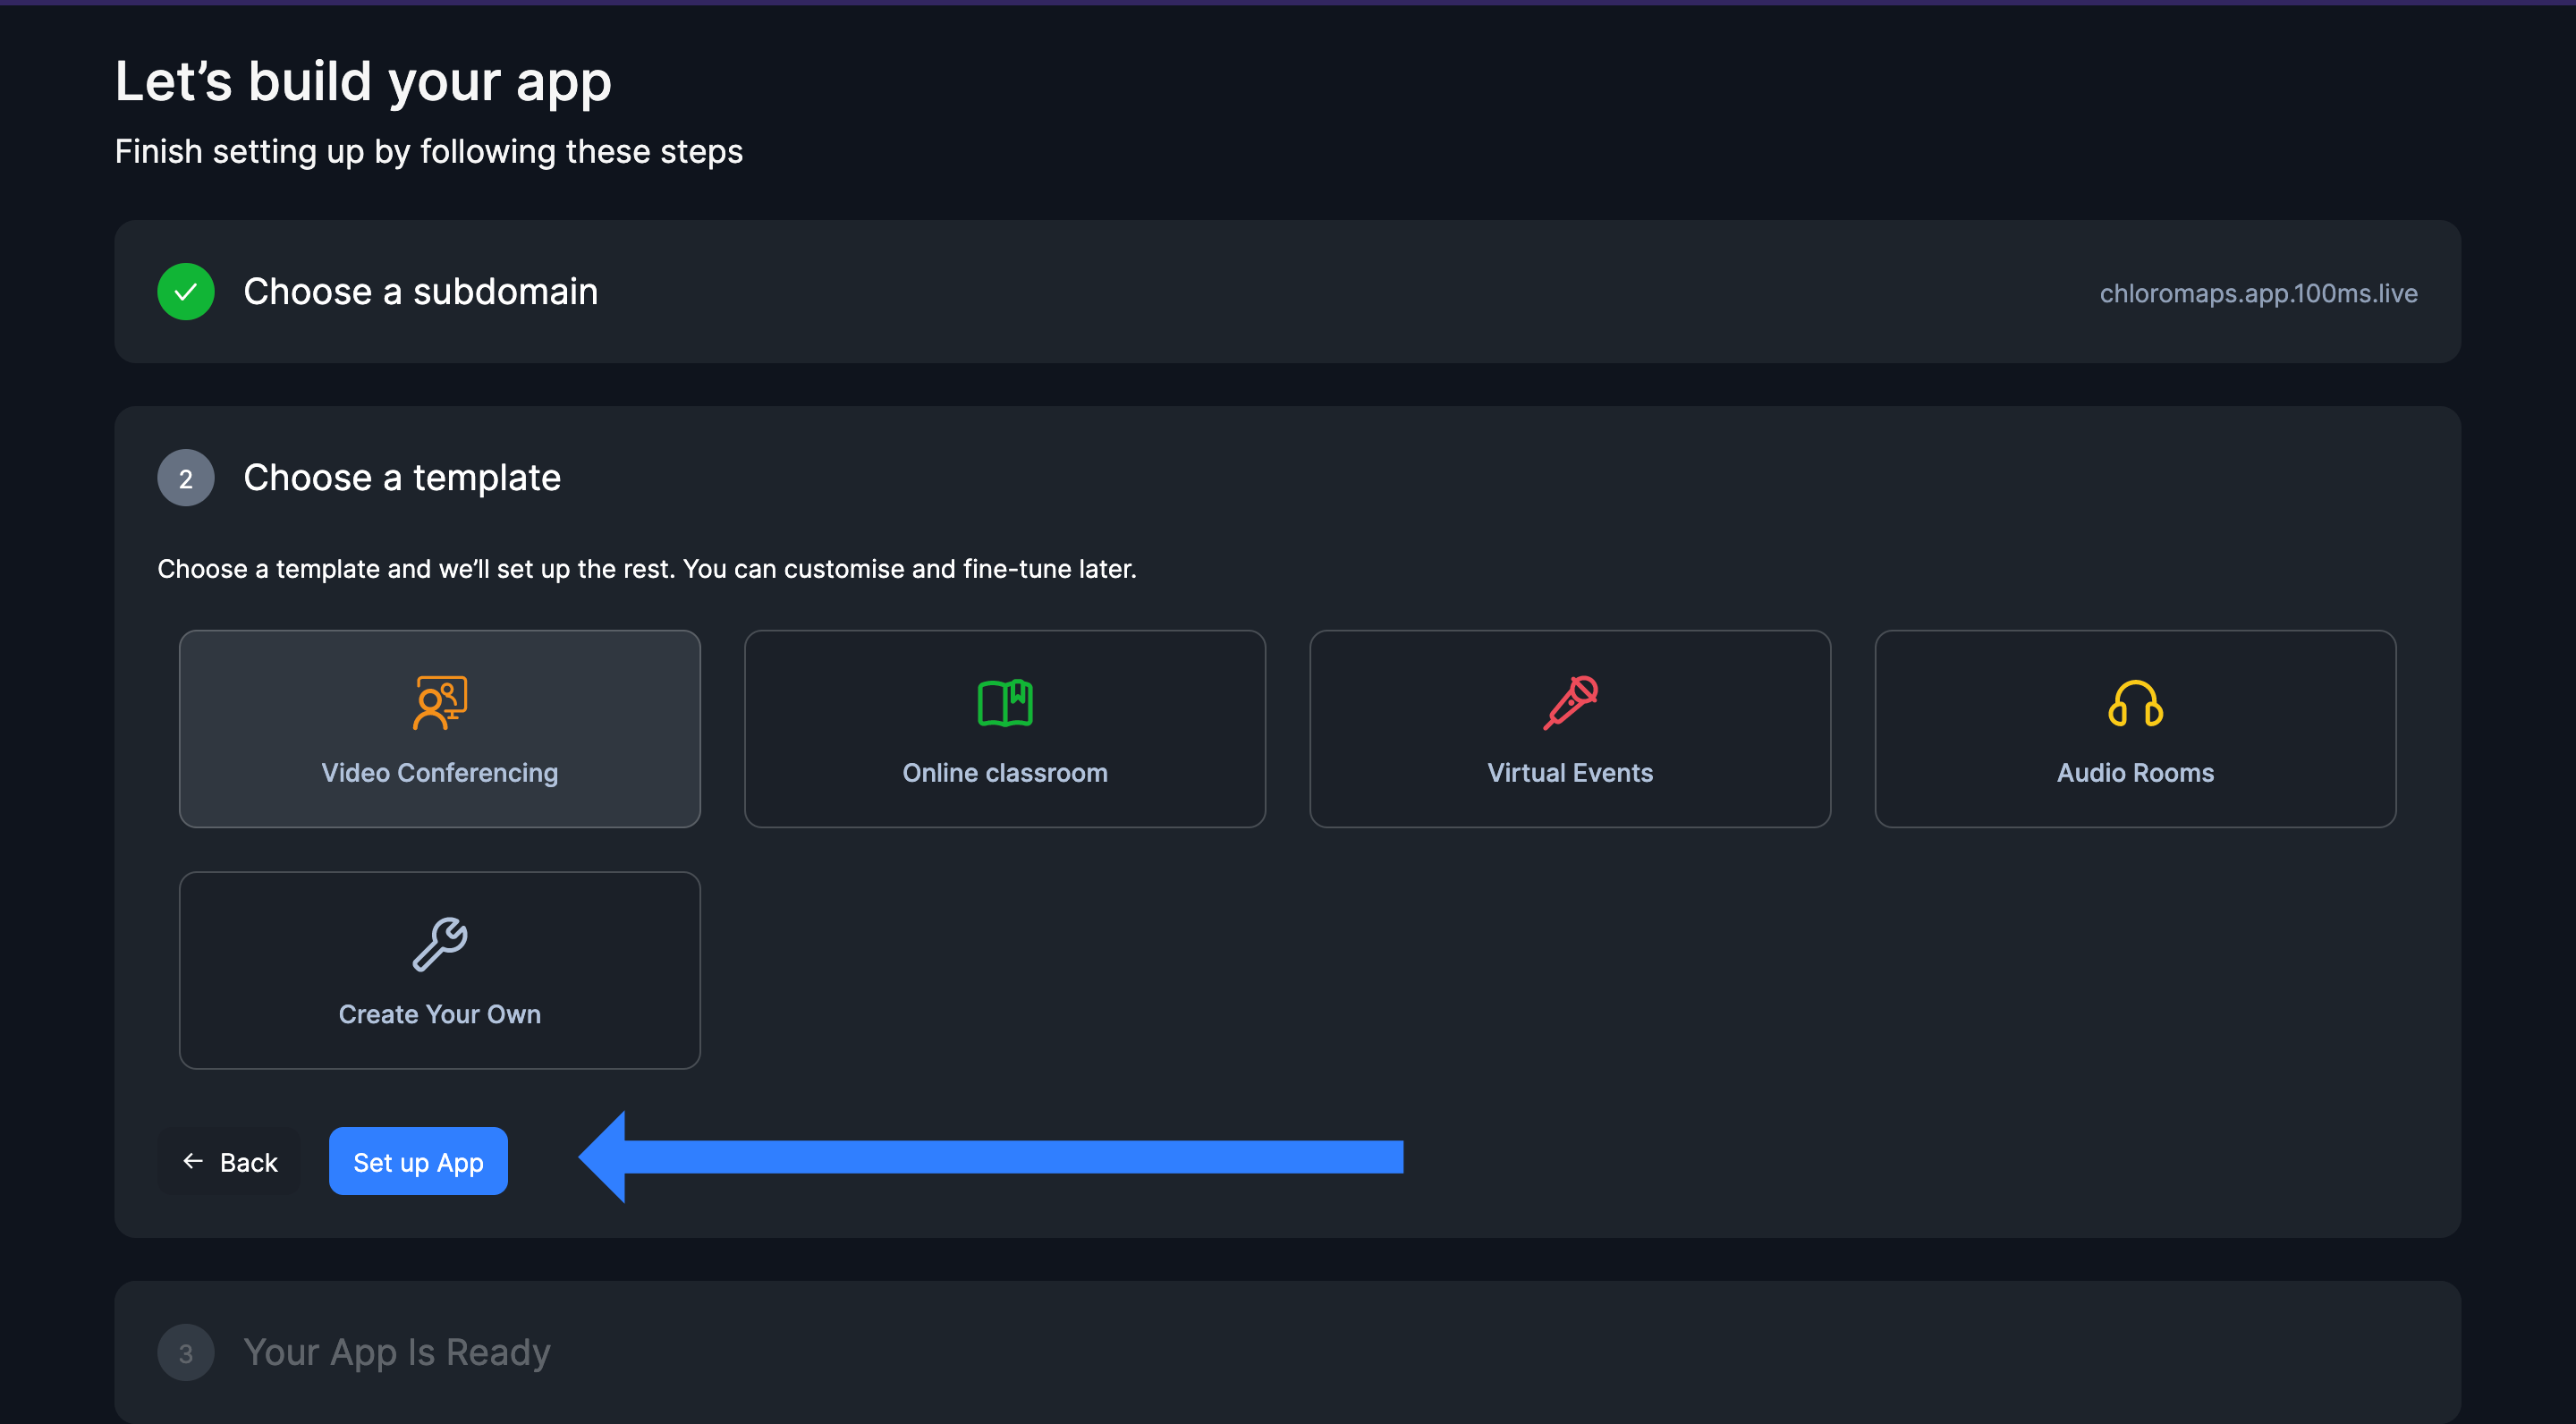 Let’s build your app
Finish setting up by following these steps
Choose a subdomain
chloromaps.app.100ms.live
2
Choose a template
Choose a template and we’ll set up the rest. You can customise and fine-tune later.
Video Conferencing
Online classroom
Virtual Events
Audio Rooms
Create Your Own
Back
Set up App
3
Your App Is Ready